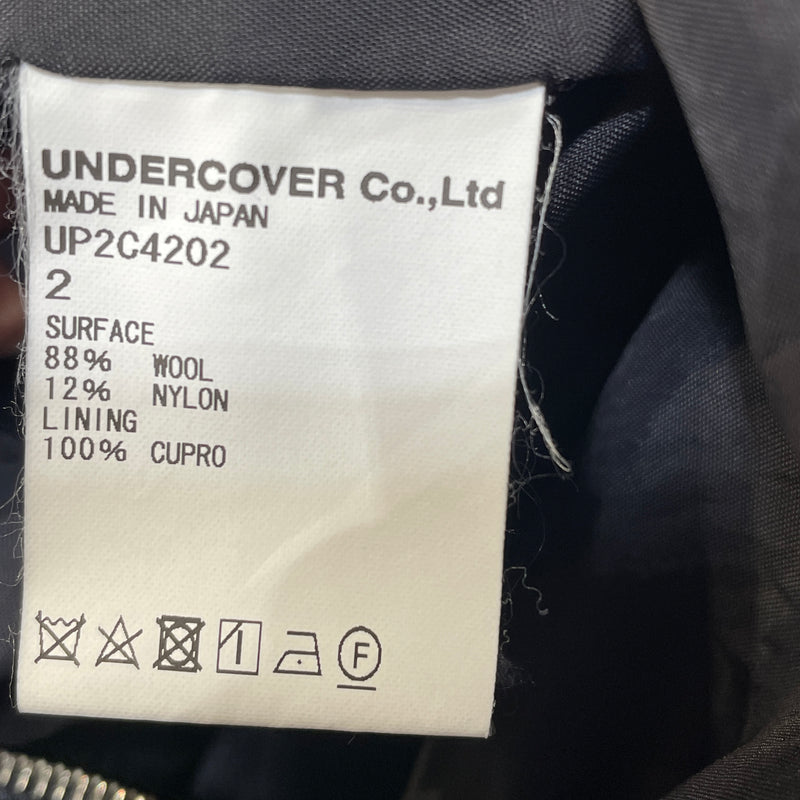 UNDERCOVER Co.,Ltd
MADE IN JAPAN
UP2C4202
2
SURFACE
88% WOOL
12% NYLON
LINING
100% CUPRO
F